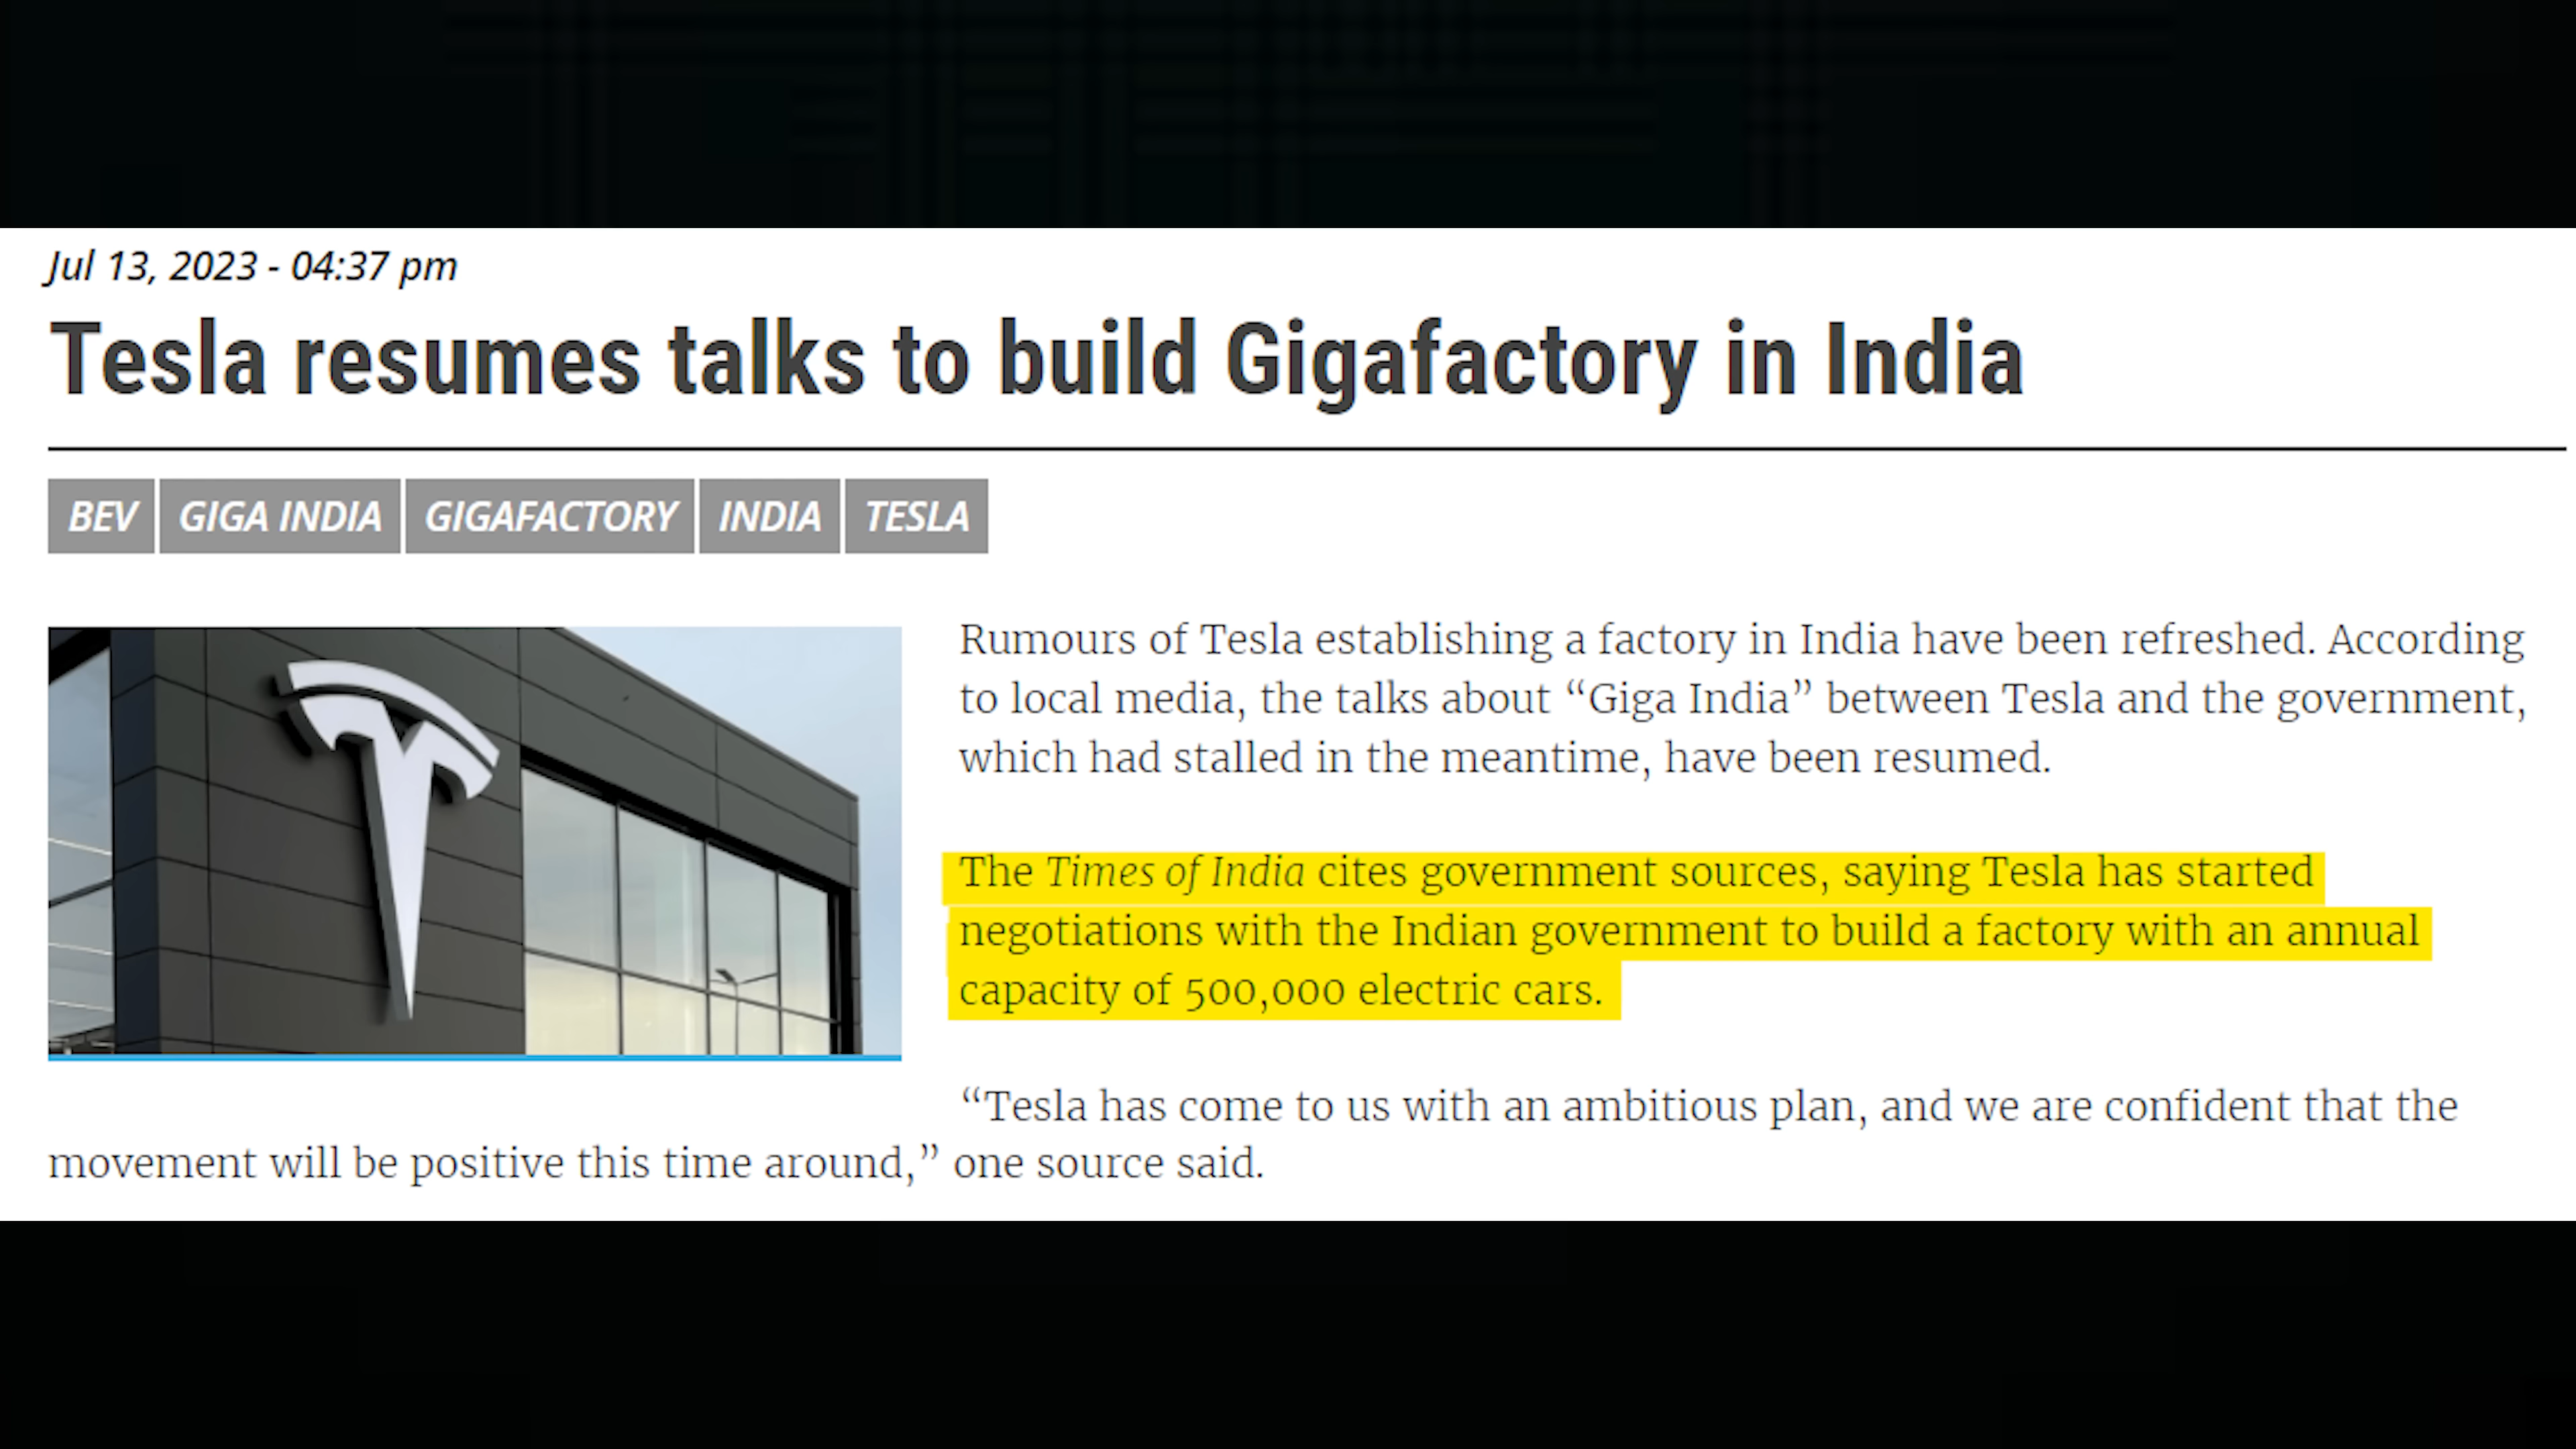 Jul 13, 2023 - 04:37 pm
Tesla resumes talks to build Gigafactory in India
BEV GIGA INDIA GIGAFACTORY INDIA TESLA
Rumours of Tesla establishing a factory in India have been refreshed. According
to local media, the talks about “Giga India” between Tesla and the government,
which had stalled in the meantime, have been resumed.
The Times of India cites government sources, saying Tesla has started
negotiations with the Indian government to build a factory with an annual
capacity of 500,000 electric cars.
“Tesla has come to us with an ambitious plan, and we are confident that the
movement will be positive this time around,” one source said.